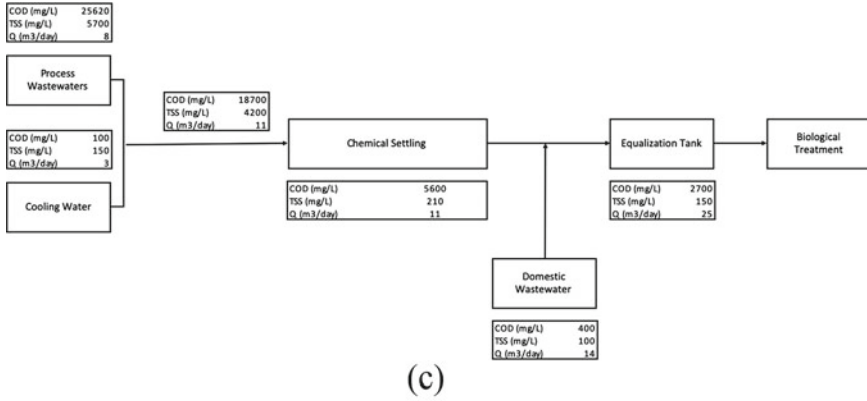 COD (mg/L) 25620
TSS (mg/L) 5700
Q (m3/day) 8
Process
Wastewaters
COD (mg/L) 18700
TSS (mg/L) 4200
Q (m3/day) 11
COD (mg/L) 100
TSS (mg/L) 150
Q (m3/day) 3
Cooling Water
Chemical Settling
COD (mg/L) 5600
TSS (mg/L) 210
Q (m3/day) 11
Equalization Tank
COD (mg/L) 2700
TSS (mg/L) 150
Q (m3/day) 25
Biological
Treatment
Domestic
Wastewater
COD (mg/L) 400
TSS (mg/L) 100
Q (m3/day) 14
(c)